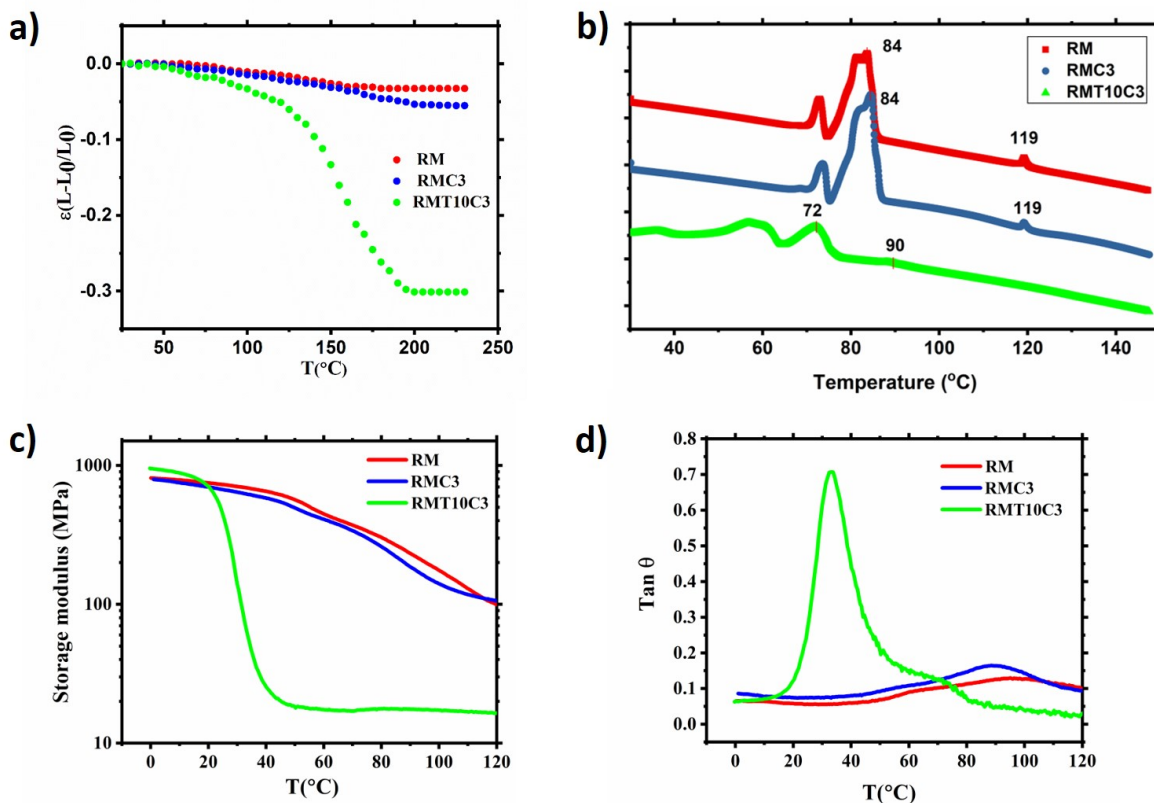 a)
0.0
-0.1
-0.2
-0.3
ε(L-L0/L0)
RM
RMC3
RMT10C3
50 100 150 200 250
T(°C)
b)
84
84
119
119
72
90
RM
RMC3
RMT10C3
40 60 80 100 120 140
Temperature (°C)
c)
1000
100
10
Storage modulus (MPa)
RM
RMC3
RMT10C3
0 20 40 60 80 100 120
T(°C)
d)
0.8
0.7
0.6
0.5
0.4
0.3
0.2
0.1
0.0
Tan θ
RM
RMC3
RMT10C3
0 20 40 60 80 100 120
T(°C)